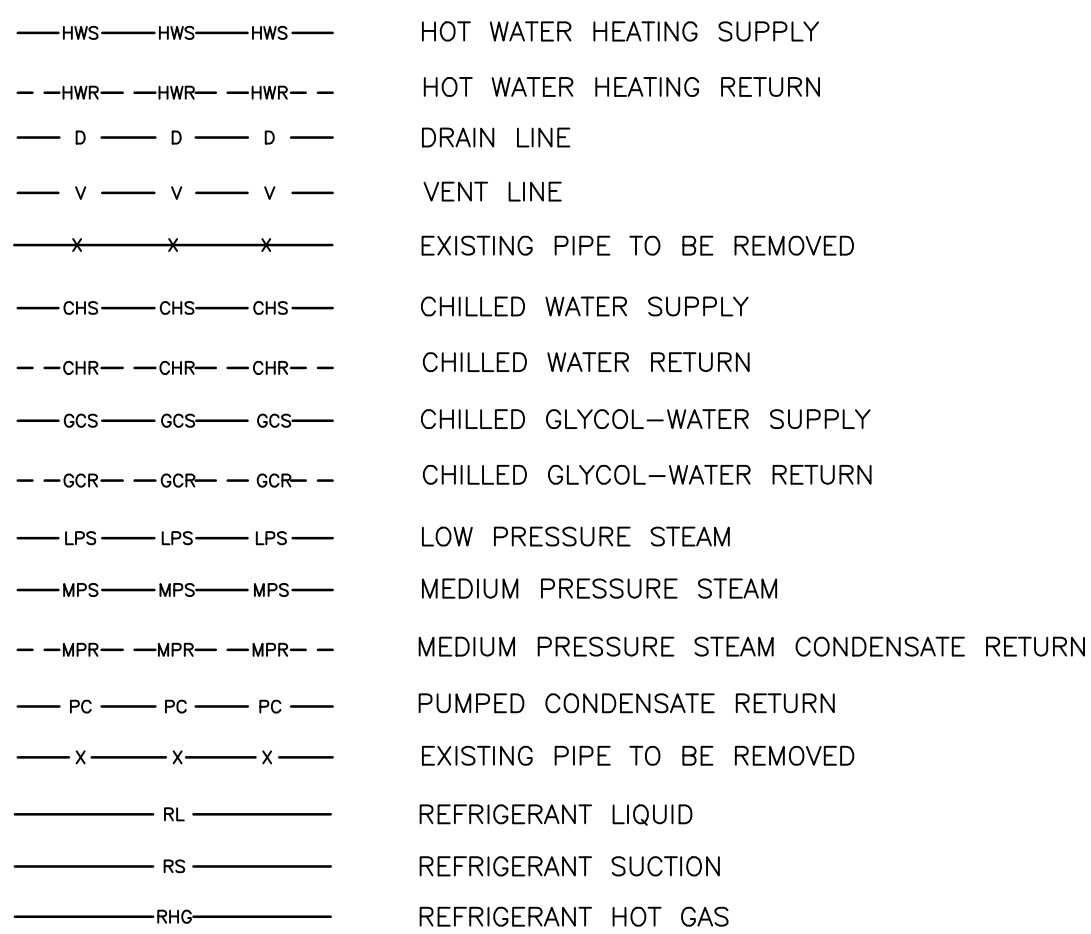 HWS HWS HWS HOT WATER HEATING SUPPLY
HWR HWR HWR HOT WATER HEATING RETURN
D D D DRAIN LINE
V V V VENT LINE
X X X EXISTING PIPE TO BE REMOVED
CHS CHS CHS CHILLED WATER SUPPLY
CHR CHR CHR CHILLED WATER RETURN
GCS GCS GCS CHILLED GLYCOL-WATER SUPPLY
GCR GCR GCR CHILLED GLYCOL-WATER RETURN
LPS LPS LPS LOW PRESSURE STEAM
MPS MPS MPS MEDIUM PRESSURE STEAM
MPR MPR MPR MEDIUM PRESSURE STEAM CONDENSATE RETURN
PC PC PC PUMPED CONDENSATE RETURN
X X X EXISTING PIPE TO BE REMOVED
RL REFRIGERANT LIQUID
RS REFRIGERANT SUCTION
RHG REFRIGERANT HOT GAS